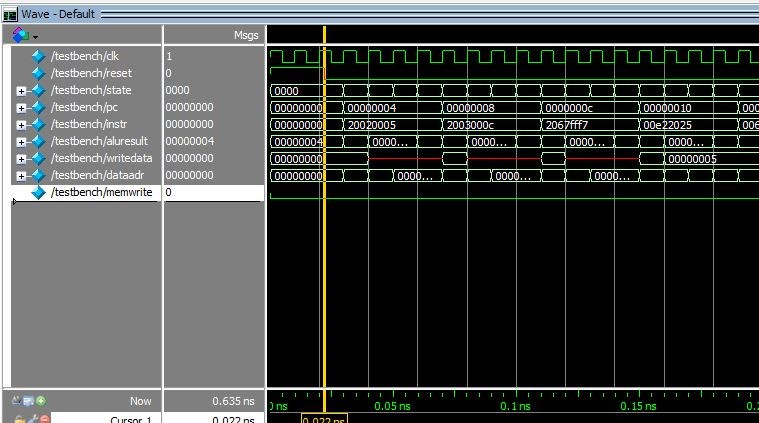 Wave - Default
Msgs
/testbench/clk 1
/testbench/reset 0
/testbench/state 0000 0000
/testbench/pc 00000000 00000000 00000004 00000008 0000000c 00000010 000
/testbench/instr 00000000 00000000 20020005 2003000c 2067fff7 00e22025 006
/testbench/aluresult 00000004 00000004 0000... 0000... 0000... 0000...
/testbench/writedata 00000000 00000000 00000005
/testbench/dataadr 00000000 00000000 0000... 0000... 0000...
/testbench/memwrite 0
Now 0.635 ns 0 ns 0.05 ns 0.1 ns 0.15 ns 0.2
Cursor 1 0.022 ns 0.022 ns